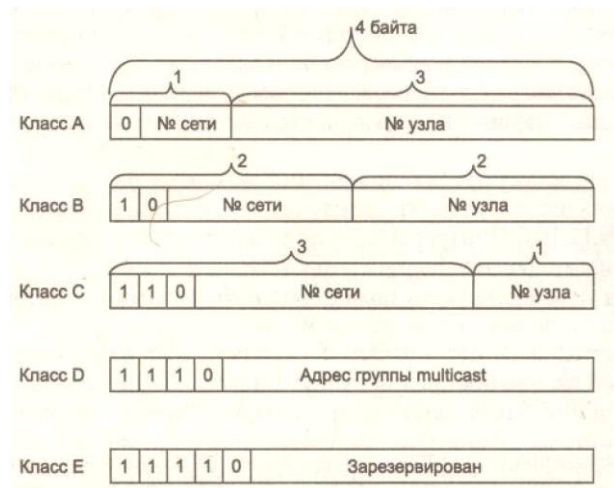 4 байта
1 3
Класс A 0 № сети № узла
2 2
Класс B 1 0 № сети № узла
3 1
Класс C 1 1 0 № сети № узла
Класс D 1 1 1 0 Адрес группы multicast
Класс E 1 1 1 1 0 Зарезервирован